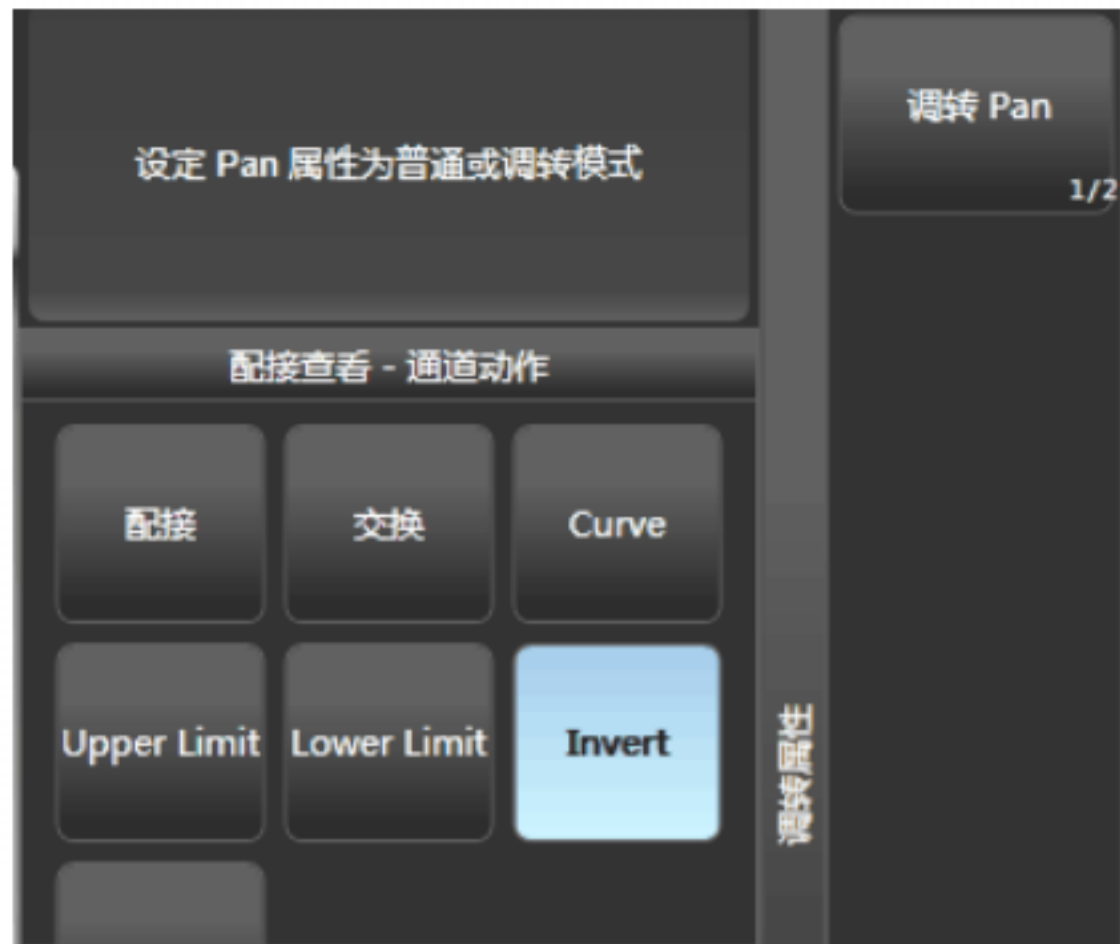 设定 Pan 属性为普通或调转模式
调转 Pan
1/2
配接查看 - 通道动作
配接
交换
Curve
Upper Limit
Lower Limit
Invert
调转属性